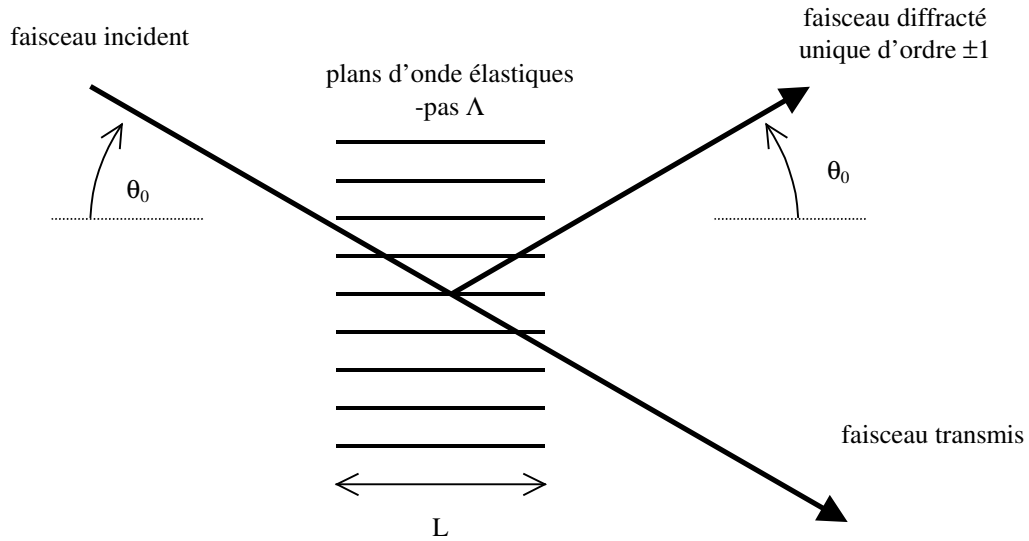 faisceau incident
faisceau diffracté
unique d'ordre ±1
plans d'onde élastiques
-pas Λ
θ0
θ0
faisceau transmis
L